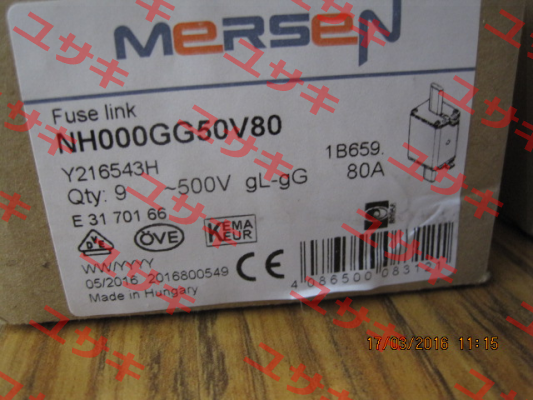 MERSEN
Fuse link
NH000GG50V80
Y216543H
1B659.
Qty: 9 ~500V gL-gG 80A
E 31 701 66
DVE
ÖVE
KEMA
KEUR
WW/YYYY
05/2016 2016800549
CE
Made in Hungary
17/03/2016 11:15
ユサキ